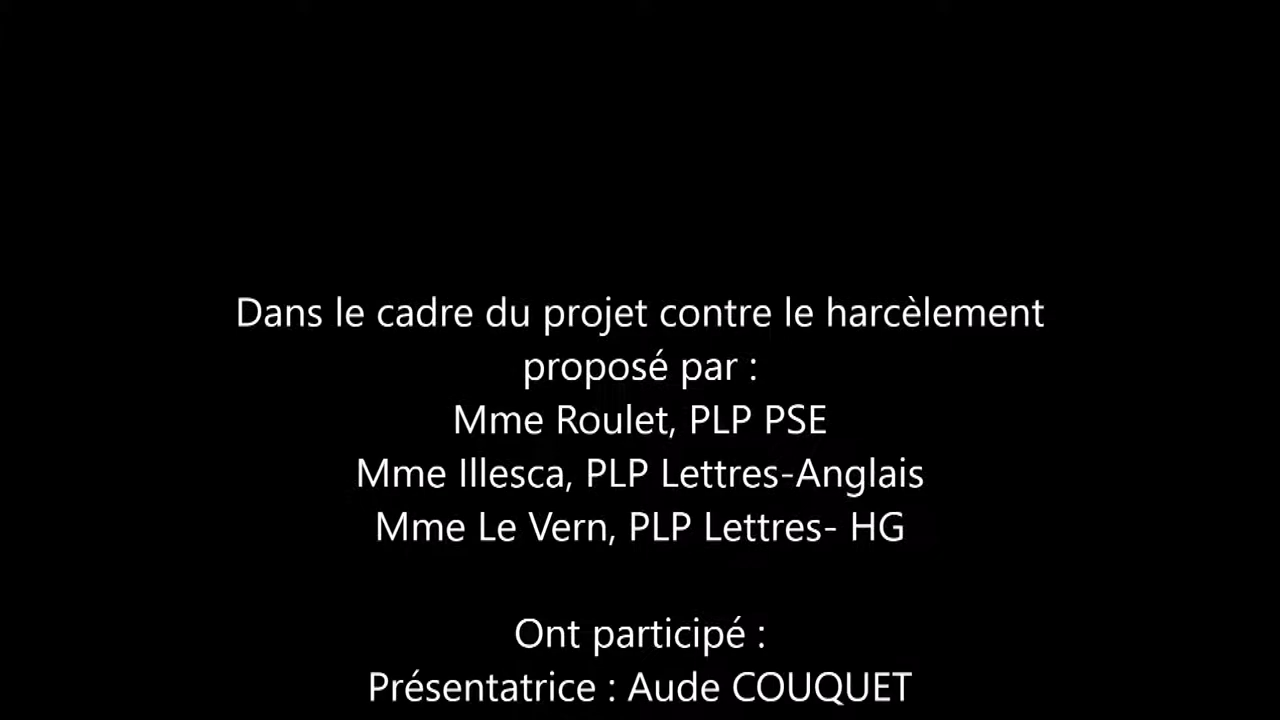 Dans le cadre du projet contre le harcèlement
proposé par :
Mme Roulet, PLP PSE
Mme Illesca, PLP Lettres-Anglais
Mme Le Vern, PLP Lettres- HG
Ont participé :
Présentatrice : Aude COUQUET